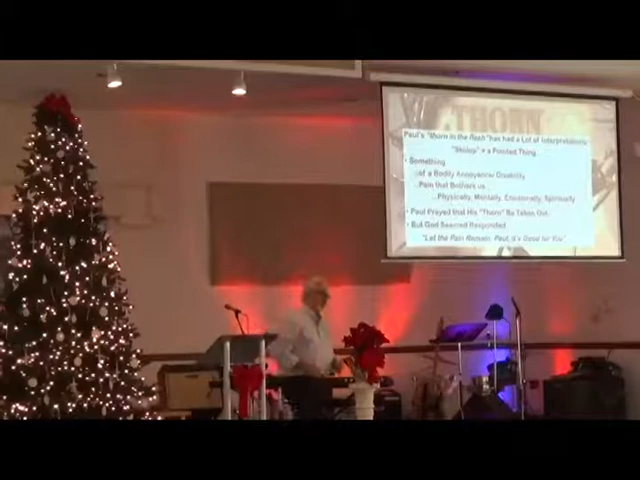 THORN
Paul's "thorn in the flesh" has had a Lot of Interpretations
"Skolop" = a Pointed Thing...
• Something...
...of a Bodily Annoyance/ Disability
...Pain that Bothers us...
...Physically, Mentally, Emotionally, Spiritually
• Paul Prayed that His "Thorn" Be Taken Out
• But God Seemed Responded
"Let the Pain Remain, Paul, it's Good for You"